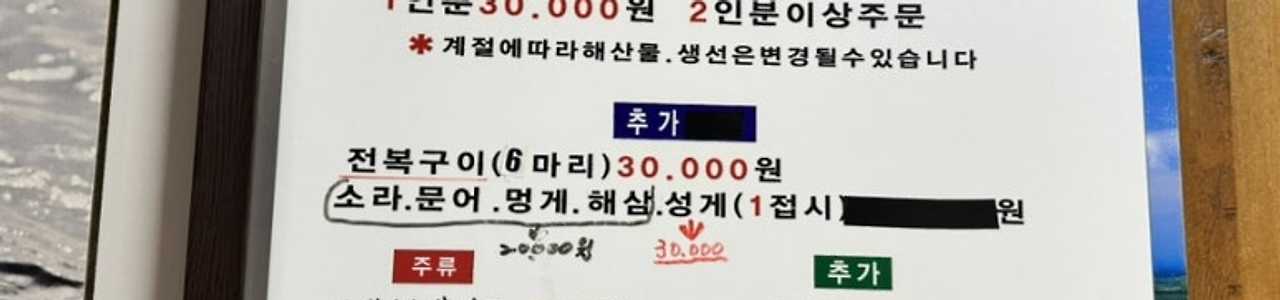 1인분30.000원 2인분이상주문
* 계절에따라해산물.생선은변경될수있습니다
추가
전복구이(6마리)30.000원
소라.문어.멍게.해삼.성게(1접시) 원
20,000원 30.000
주류 추가